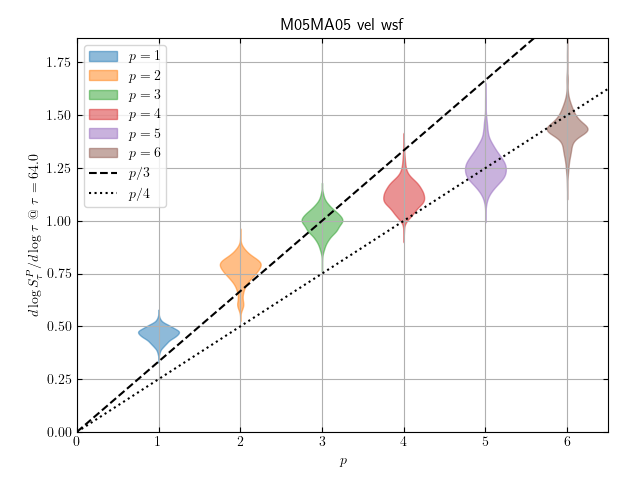 M05MA05 vel wsf
d log S_τ^P / d log τ @ τ = 64.0
1.75
1.50
1.25
1.00
0.75
0.50
0.25
0.00
p = 1
p = 2
p = 3
p = 4
p = 5
p = 6
p/3
p/4
0 1 2 3 4 5 6
p